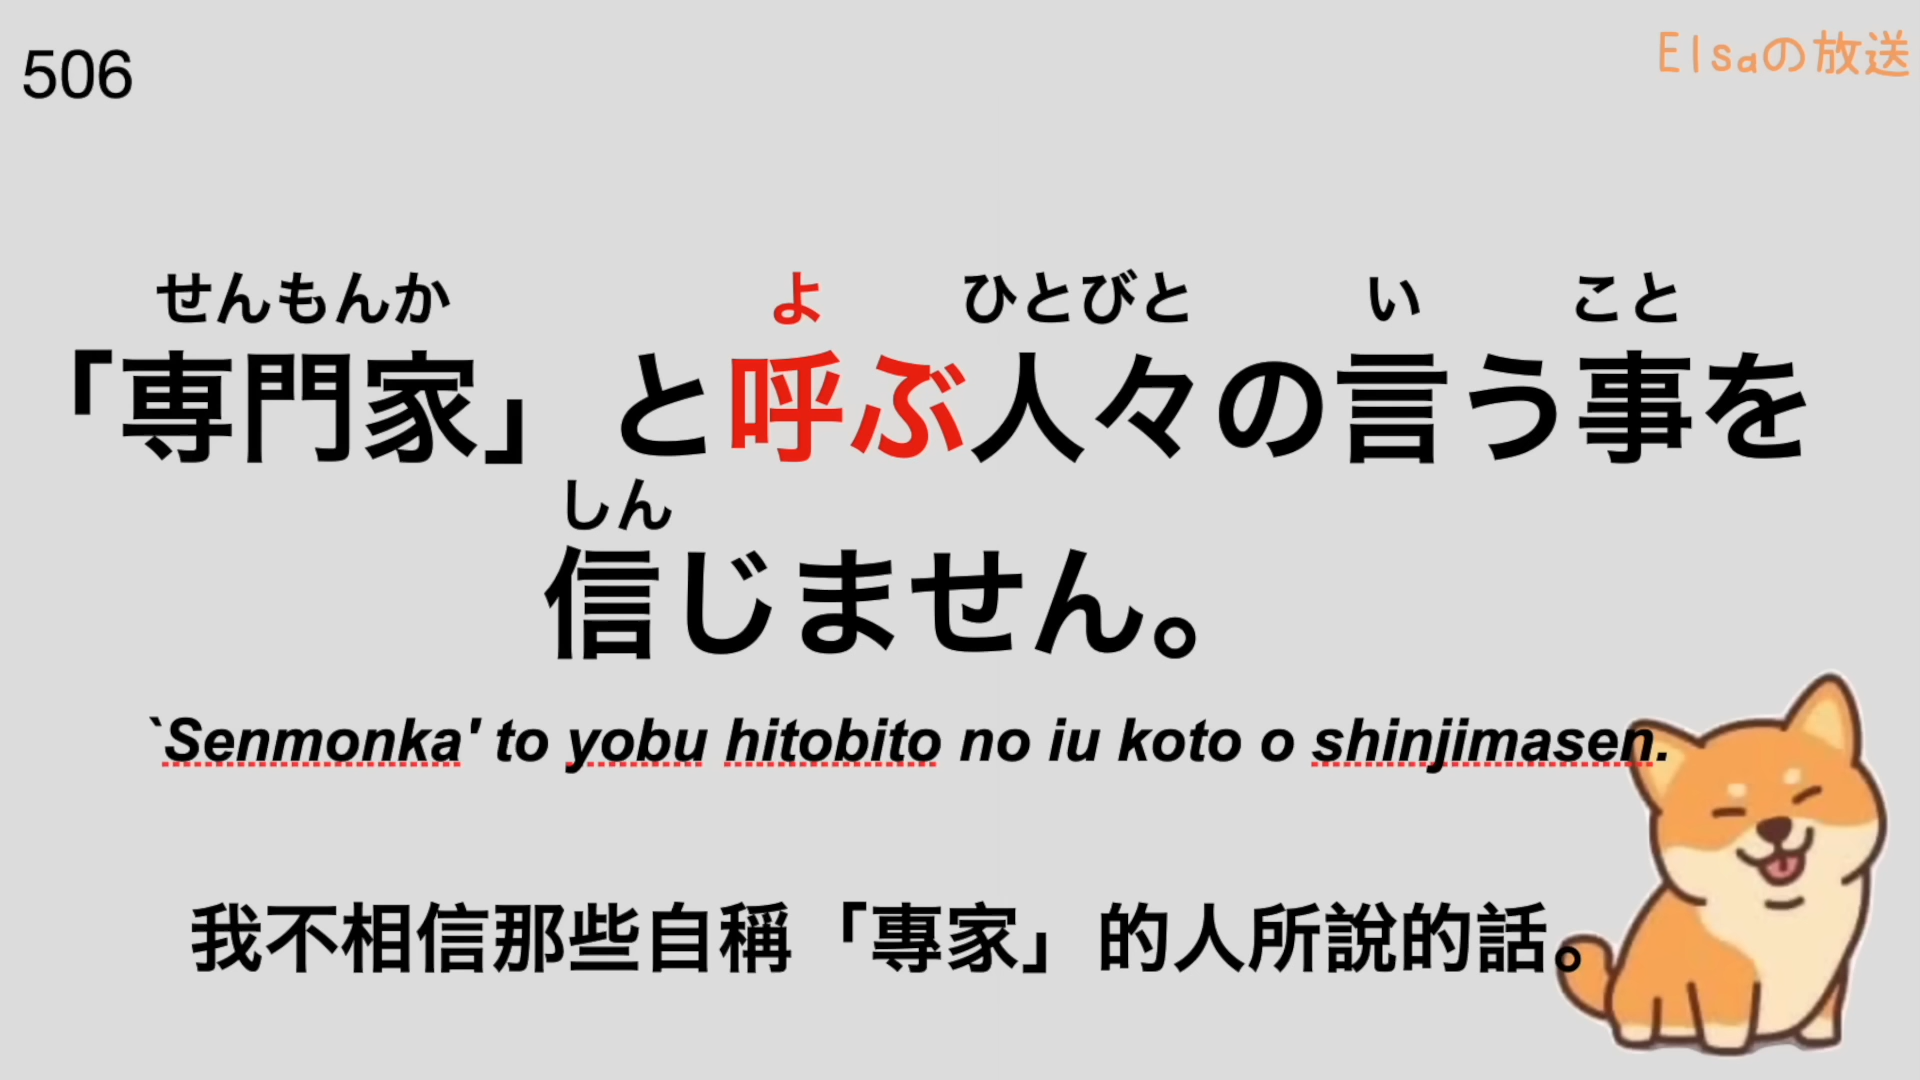 506
Elsaの放送
せんもんか よ ひとびと い こと
「専門家」と呼ぶ人々の言う事を
しん
信じません。
`Senmonka' to yobu hitobito no iu koto o shinjimasen.
我不相信那些自稱「專家」的人所說的話。